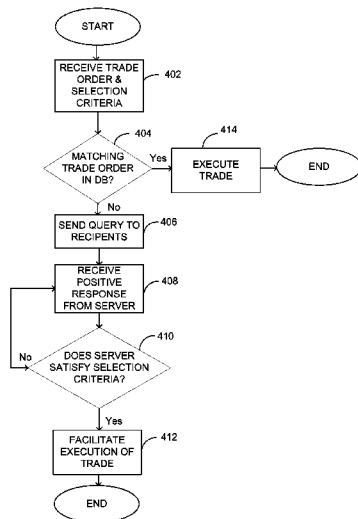 START
RECEIVE TRADE
ORDER &
SELECTION
CRITERIA
402
404
MATCHING
TRADE ORDER
IN DB?
Yes
414
EXECUTE
TRADE
END
No
SEND QUERY TO
RECIPENTS
406
RECEIVE
POSITIVE
RESPONSE
FROM SERVER
408
410
No
DOES SERVER
SATISFY SELECTION
CRITERIA?
Yes
FACILITATE
EXECUTION OF
TRADE
412
END